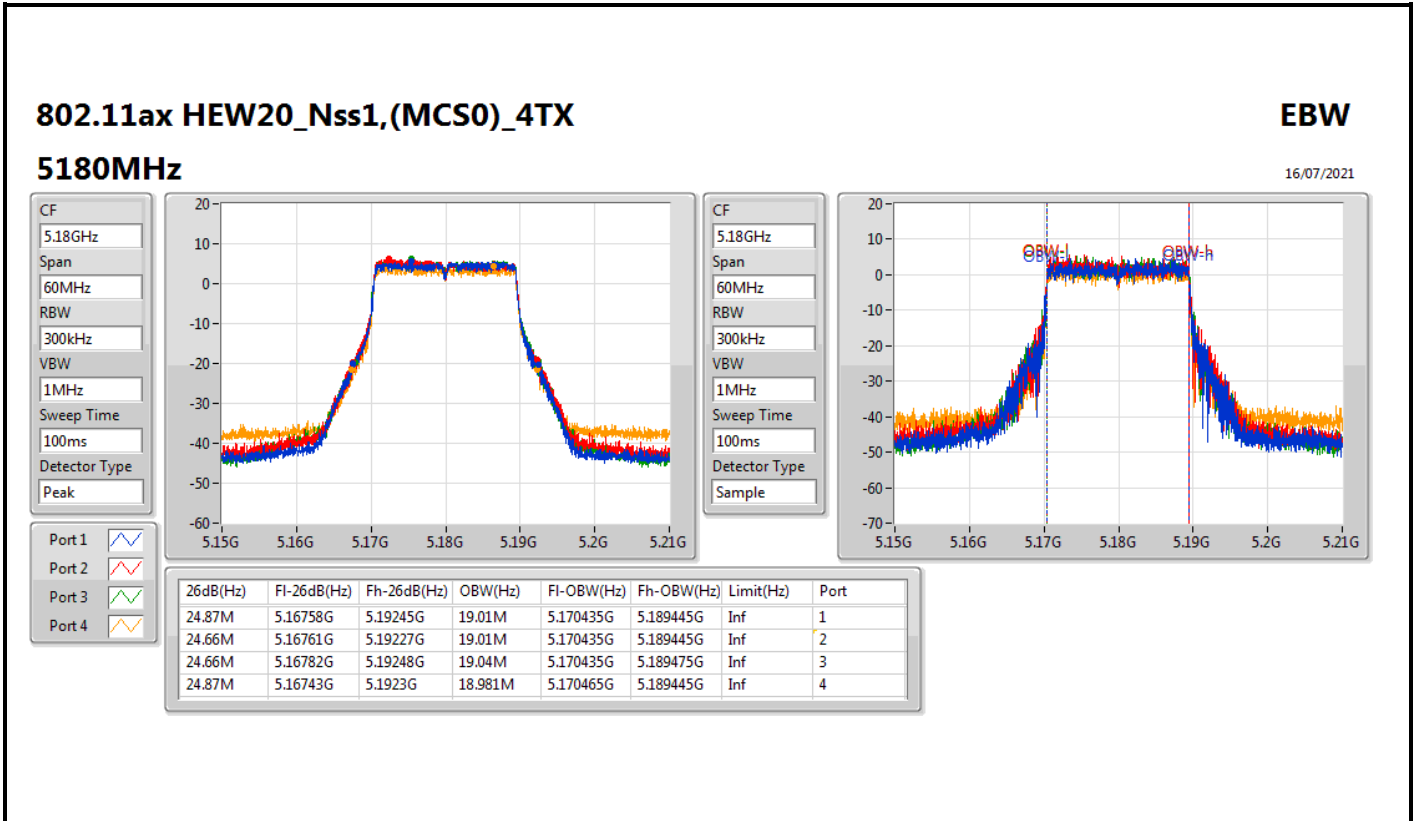 802.11ax HEW20_Nss1,(MCS0)_4TX
EBW
5180MHz
16/07/2021
CF
5.18GHz
Span
60MHz
RBW
300kHz
VBW
1MHz
Sweep Time
100ms
Detector Type
Peak
20
10
0
-10
-20
-30
-40
-50
-60
5.15G 5.16G 5.17G 5.18G 5.19G 5.2G 5.21G
CF
5.18GHz
Span
60MHz
RBW
300kHz
VBW
1MHz
Sweep Time
100ms
Detector Type
Sample
20
10
0
-10
-20
-30
-40
-50
-60
-70
OBW-l OBW-h
5.15G 5.16G 5.17G 5.18G 5.19G 5.2G 5.21G
Port 1
Port 2
Port 3
Port 4
26dB(Hz) Fl-26dB(Hz) Fh-26dB(Hz) OBW(Hz) Fl-OBW(Hz) Fh-OBW(Hz) Limit(Hz) Port
24.87M 5.16758G 5.19245G 19.01M 5.170435G 5.189445G Inf 1
24.66M 5.16761G 5.19227G 19.01M 5.170435G 5.189445G Inf 2
24.66M 5.16782G 5.19248G 19.04M 5.170435G 5.189475G Inf 3
24.87M 5.16743G 5.1923G 18.981M 5.170465G 5.189445G Inf 4